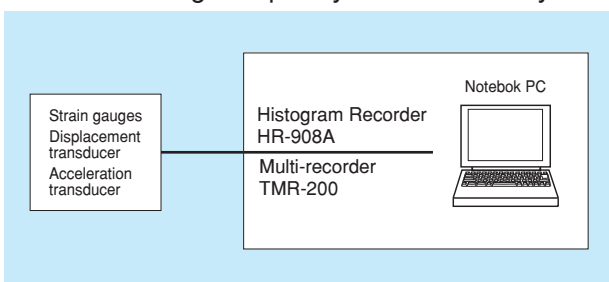 Notebok PC
Strain gauges
Displacement
transducer
Acceleration
transducer
Histogram Recorder
HR-908A
Multi-recorder
TMR-200